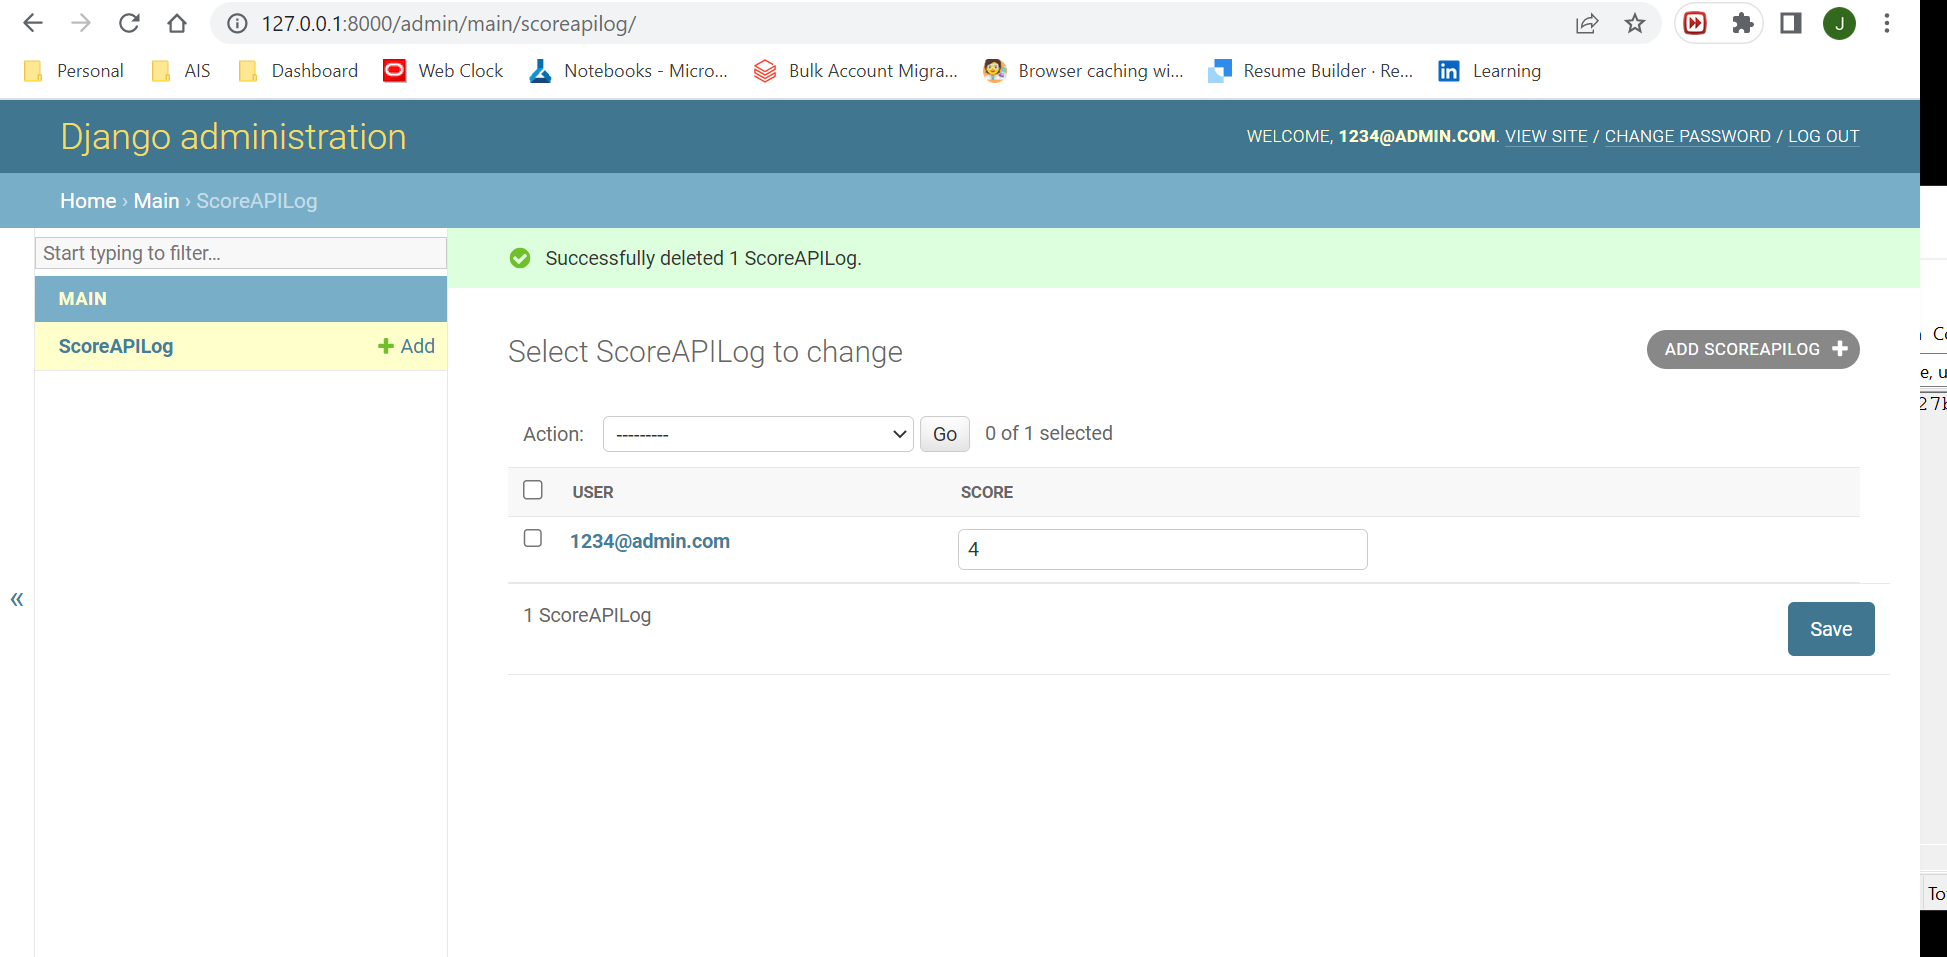 127.0.0.1:8000/admin/main/scoreapilog/
J
Personal AIS Dashboard Web Clock Notebooks - Micro... Bulk Account Migra... Browser caching wi... Resume Builder · Re... Learning
Django administration
WELCOME, 1234@ADMIN.COM. VIEW SITE / CHANGE PASSWORD / LOG OUT
Home › Main › ScoreAPILog
Start typing to filter...
MAIN
ScoreAPILog + Add
«
Successfully deleted 1 ScoreAPILog.
Select ScoreAPILog to change
ADD SCOREAPILOG +
Action: --------- Go 0 of 1 selected
USER SCORE
1234@admin.com 4
1 ScoreAPILog
Save